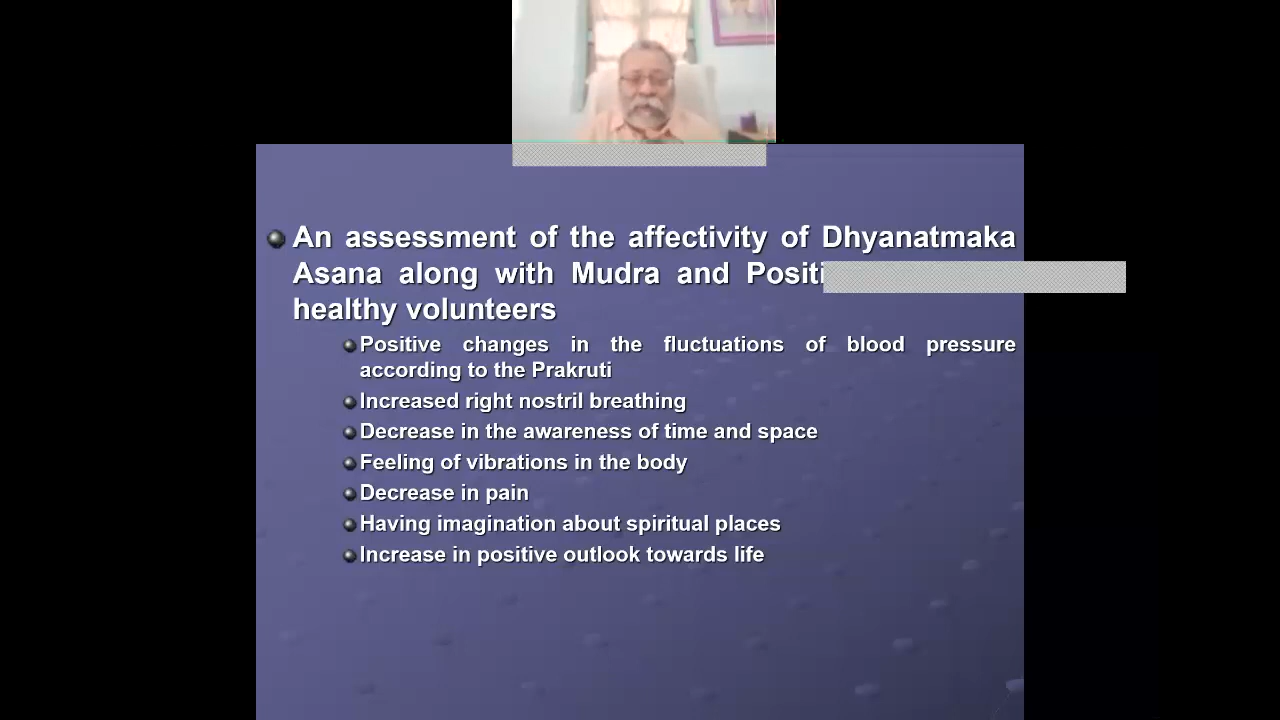 An assessment of the affectivity of Dhyanatmaka
Asana along with Mudra and
healthy volunteers
Positive changes in the fluctuations of blood pressure
according to the Prakruti
Increased right nostril breathing
Decrease in the awareness of time and space
Feeling of vibrations in the body
Decrease in pain
Having imagination about spiritual places
Increase in positive outlook towards life